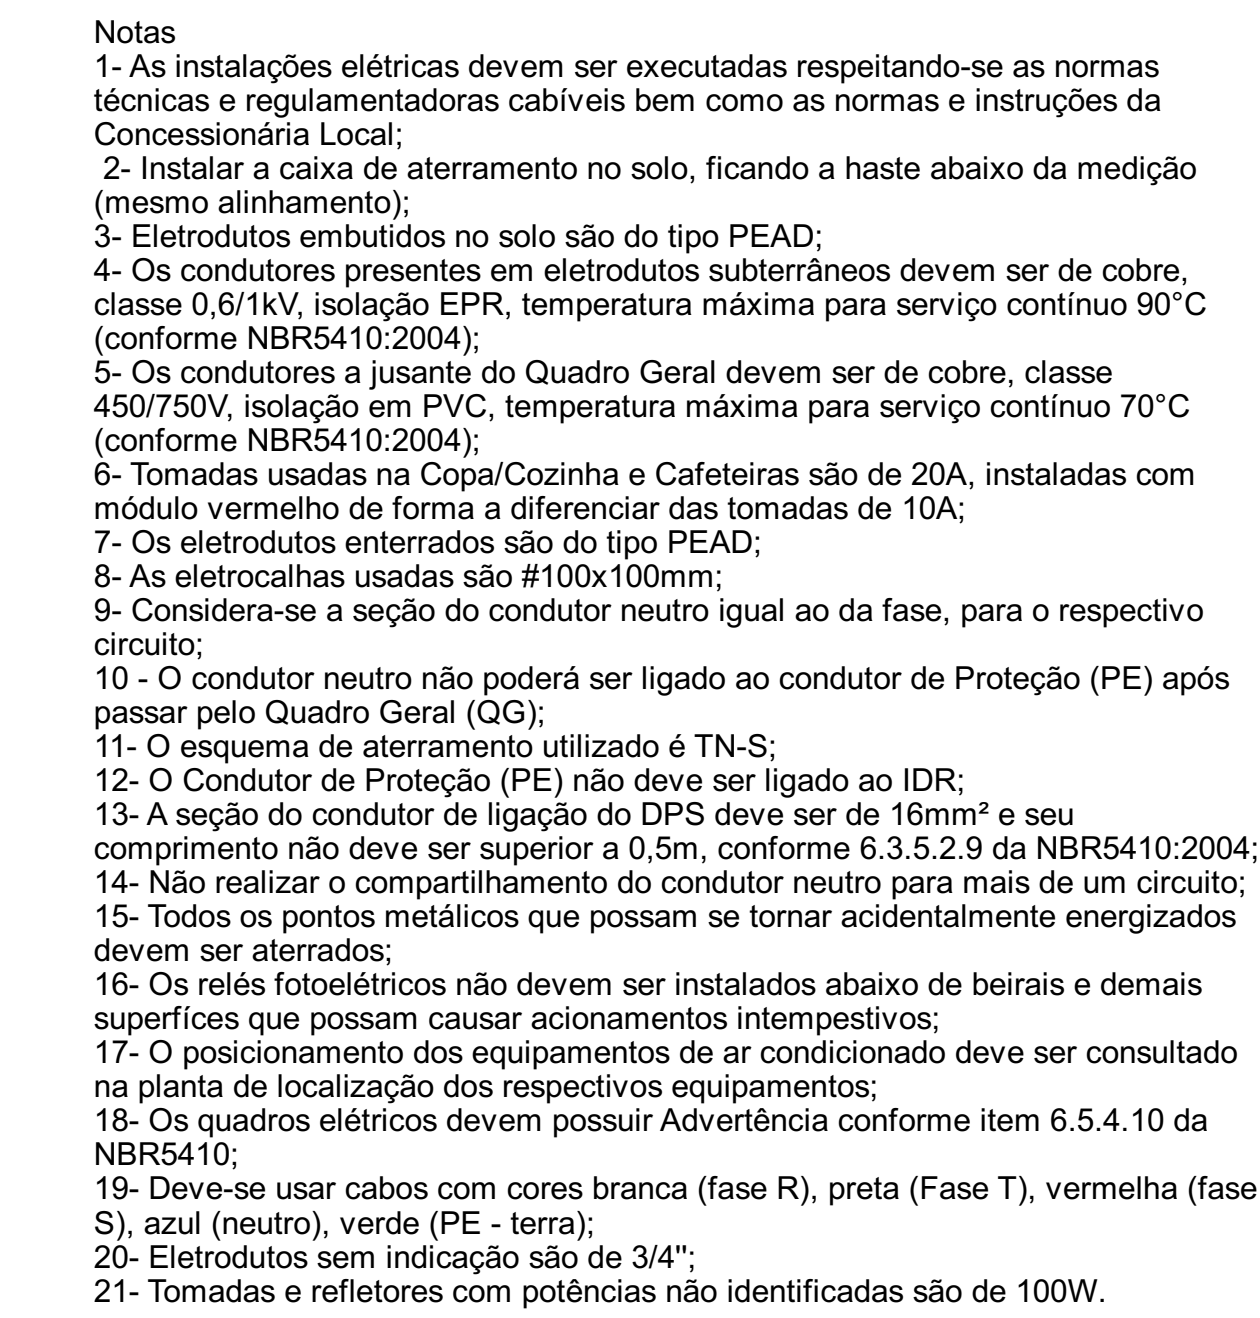 Notas
1- As instalações elétricas devem ser executadas respeitando-se as normas
técnicas e regulamentadoras cabíveis bem como as normas e instruções da
Concessionária Local;
2- Instalar a caixa de aterramento no solo, ficando a haste abaixo da medição
(mesmo alinhamento);
3- Eletrodutos embutidos no solo são do tipo PEAD;
4- Os condutores presentes em eletrodutos subterrâneos devem ser de cobre,
classe 0,6/1kV, isolação EPR, temperatura máxima para serviço contínuo 90°C
(conforme NBR5410:2004);
5- Os condutores a jusante do Quadro Geral devem ser de cobre, classe
450/750V, isolação em PVC, temperatura máxima para serviço contínuo 70°C
(conforme NBR5410:2004);
6- Tomadas usadas na Copa/Cozinha e Cafeteiras são de 20A, instaladas com
módulo vermelho de forma a diferenciar das tomadas de 10A;
7- Os eletrodutos enterrados são do tipo PEAD;
8- As eletrocalhas usadas são #100x100mm;
9- Considera-se a seção do condutor neutro igual ao da fase, para o respectivo
circuito;
10 - O condutor neutro não poderá ser ligado ao condutor de Proteção (PE) após
passar pelo Quadro Geral (QG);
11- O esquema de aterramento utilizado é TN-S;
12- O Condutor de Proteção (PE) não deve ser ligado ao IDR;
13- A seção do condutor de ligação do DPS deve ser de 16mm² e seu
comprimento não deve ser superior a 0,5m, conforme 6.3.5.2.9 da NBR5410:2004;
14- Não realizar o compartilhamento do condutor neutro para mais de um circuito;
15- Todos os pontos metálicos que possam se tornar acidentalmente energizados
devem ser aterrados;
16- Os relés fotoelétricos não devem ser instalados abaixo de beirais e demais
superfíces que possam causar acionamentos intempestivos;
17- O posicionamento dos equipamentos de ar condicionado deve ser consultado
na planta de localização dos respectivos equipamentos;
18- Os quadros elétricos devem possuir Advertência conforme item 6.5.4.10 da
NBR5410;
19- Deve-se usar cabos com cores branca (fase R), preta (Fase T), vermelha (fase
S), azul (neutro), verde (PE - terra);
20- Eletrodutos sem indicação são de 3/4";
21- Tomadas e refletores com potências não identificadas são de 100W.